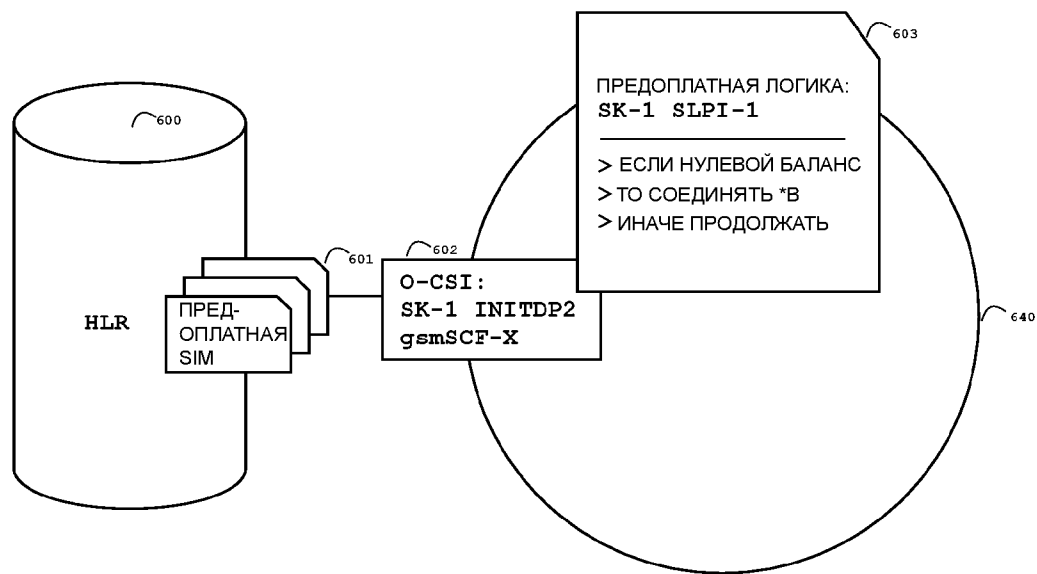 603
ПРЕДОПЛАТНАЯ ЛОГИКА:
SK-1 SLPI-1
> ЕСЛИ НУЛЕВОЙ БАЛАНС
> ТО СОЕДИНЯТЬ *В
> ИНАЧЕ ПРОДОЛЖАТЬ
600
601
602
O-CSI:
SK-1 INITDP2
gsmSCF-X
HLR
ПРЕД-
ОПЛАТНАЯ
SIM
640